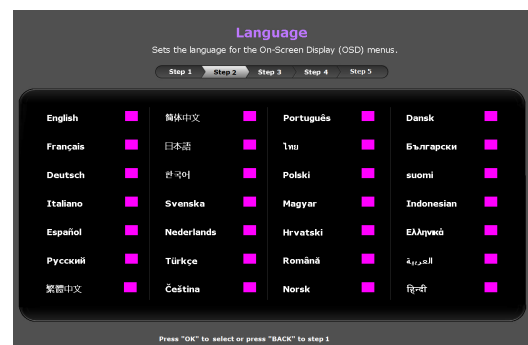 Language
Sets the language for the On-Screen Display (OSD) menus.
Step 1 Step 2 Step 3 Step 4 Step 5
English 简体中文 Português Dansk
Français 日本語 ไทย Български
Deutsch 한국어 Polski suomi
Italiano Svenska Magyar Indonesian
Español Nederlands Hrvatski Ελληνικά
Русский Türkçe Română العربية
繁體中文 Čeština Norsk हिन्दी
Press "OK" to select or press "BACK" to step 1